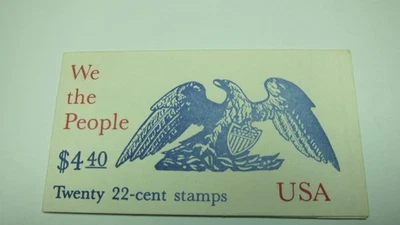 We
the
People
$4.40
Twenty 22-cent stamps
USA